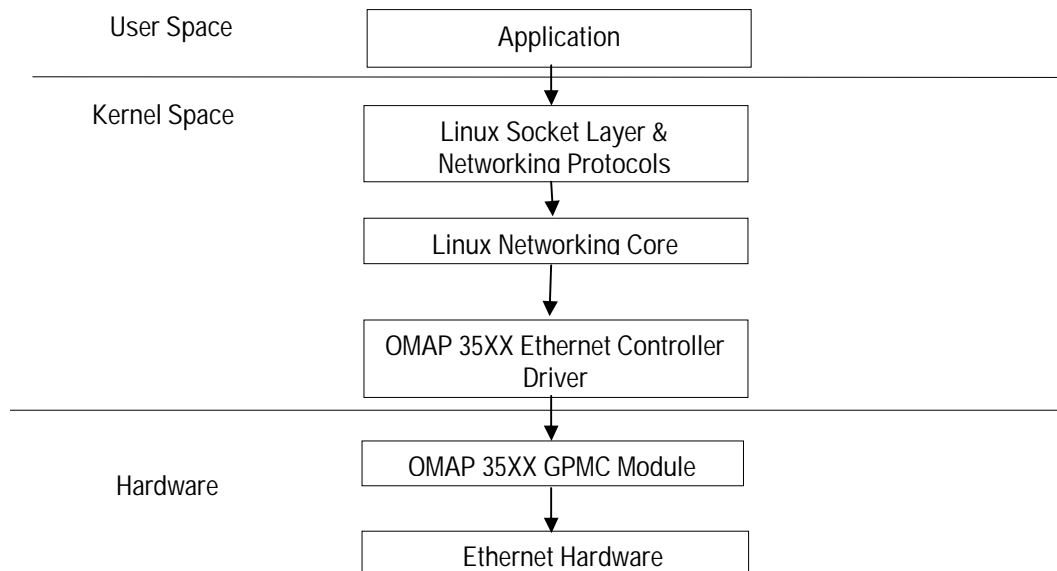 User Space
Application
Kernel Space
Linux Socket Layer &
Networking Protocols
Linux Networking Core
OMAP 35XX Ethernet Controller
Driver
OMAP 35XX GPMC Module
Hardware
Ethernet Hardware